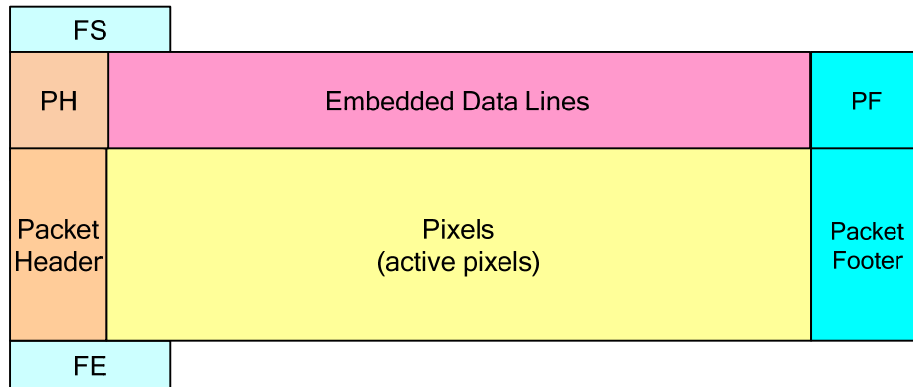 FS
PH
Embedded Data Lines
PF
Packet
Header
Pixels
(active pixels)
Packet
Footer
FE